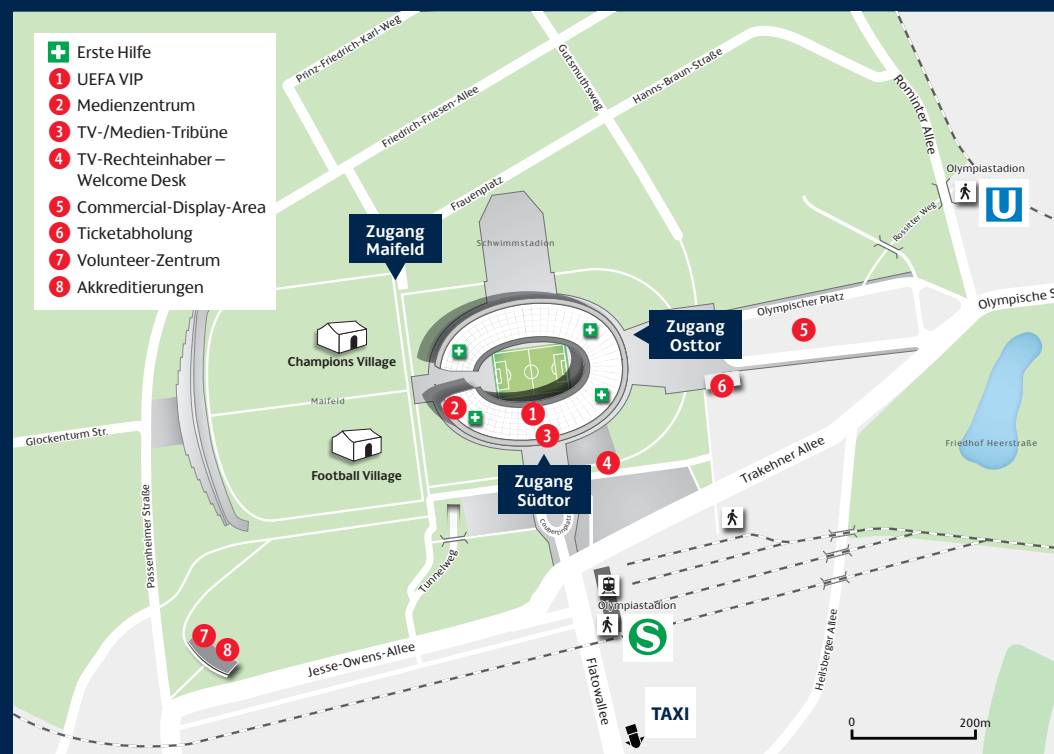 Erste Hilfe
1 UEFA VIP
2 Medienzentrum
3 TV-/Medien-Tribüne
4 TV-Rechteinhaber –
Welcome Desk
5 Commercial-Display-Area
6 Ticketabholung
7 Volunteer-Zentrum
8 Akkreditierungen
Prinz-Friedrich-Karl-Weg
Friedrich-Friesen-Allee
Gutsmuthsweg
Hanns-Braun-Straße
Rominter Allee
Olympiastadion
U
Rossitter Weg
Frauenplatz
Zugang
Maifeld
Schwimmstadion
Olympischer Platz
Olympische S
Zugang
Osttor
5
Champions Village
6
Maifeld
2
1
3
Glockenturm Str.
Friedhof Heerstraße
Football Village
4
Trakehner Allee
Zugang
Südtor
Coubertinplatz
Passenheimer Straße
Tunnelweg
Olympiastadion
S
7
8
Jesse-Owens-Allee
Flatowallee
Heilsberger Allee
TAXI
0
200m